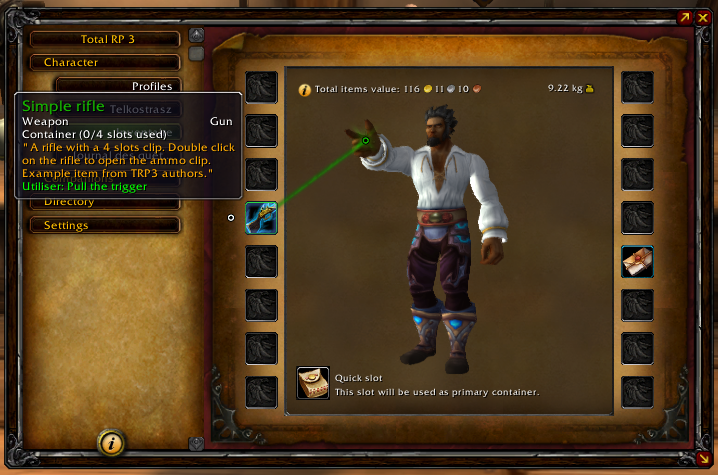 Total RP 3
Character
Profiles
Simple rifle
Telkostrasz
Weapon Gun
Container (0/4 slots used)
" A rifle with a 4 slots clip. Double click
on the rifle to open the ammo clip.
Example item from TRP3 authors."
Utiliser: Pull the trigger
Directory
Settings
Total items value: 116 11 10
9.22 kg
Quick slot
This slot will be used as primary container.